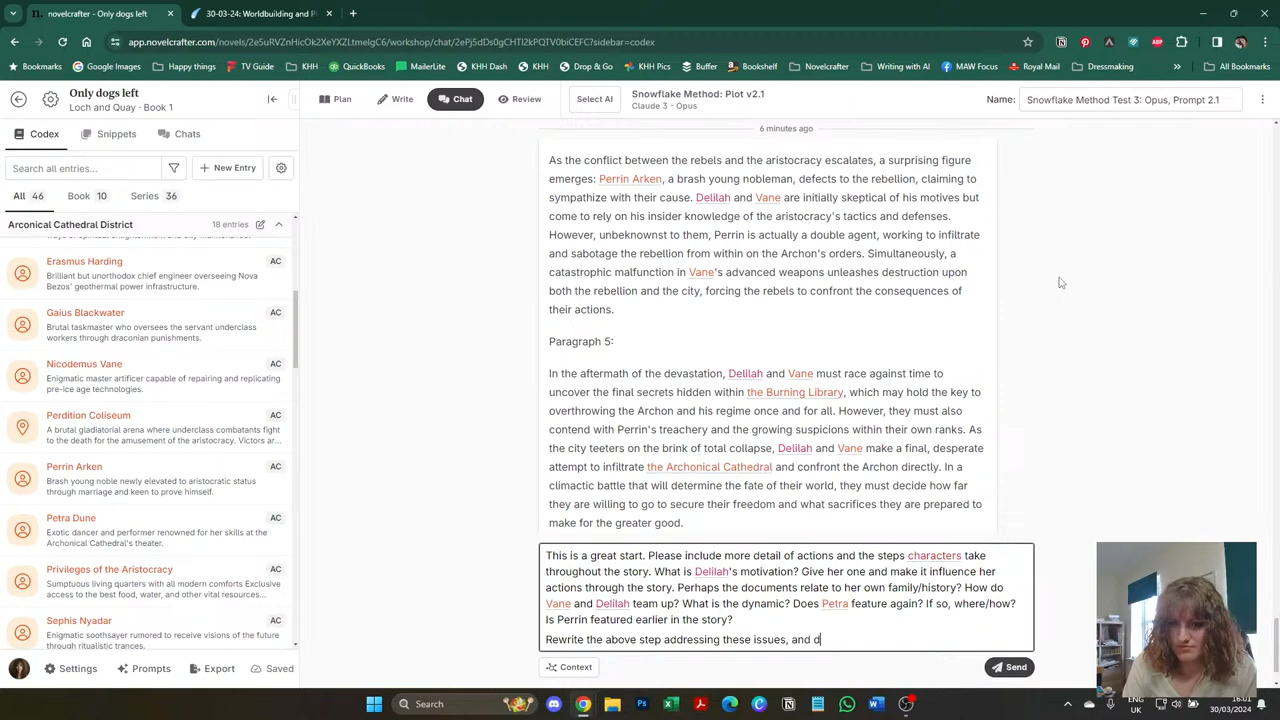 novelcrafter - Only dogs left
30-03-24: Worldbuilding and P
app.novelcrafter.com/novels/2e5uRVZnHicOk2XeYXZLtmelgC6/workshop/chat/2ePj5dDs0gCHTl2kPQTV0biCEFC?sidebar=codex
Bookmarks Google Images Happy things TV Guide KHH QuickBooks MailerLite KHH Drop & Go KHH Pics Buffer Bookshelf Novelcrafter Writing with AI MAW Focus Dressmaking All Bookmarks
Only dogs left
Loch and Quay - Book 1
Plan Write Chat Review
Select AI
Snowflake Method: Plot v2.1
Claude 3 - Opus
Name: Snowflake Method Test 3: Opus, Prompt 2.1
Codex Snippets Chats
Search all entries...
+ New Entry
All 46 Book 10 Series 36
Arconical Cathedral District 18 entries
Erasmus Harding AC
Brilliant but unorthodox chief engineer overseeing Nova
Bezos' geothermal power infrastructure.
Gaius Blackwater AC
Brutal taskmaster who oversees the servant underclass
workers through draconian punishments.
Nicodemus Vane AC
Enigmatic master artificer capable of repairing and replicating
pre-ice age technologies.
Perdition Coliseum AC
A brutal gladiatorial arena where underclass combatants fight
to the death for the amusement of the aristocracy. Victors ar...
Perrin Arken AC
Brash young noble newly elevated to aristocratic status
through marriage and keen to prove himself.
Petra Dune AC
Exotic dancer and performer renowned for her skills at the
Archonical Cathedral's theater.
Privileges of the Aristocracy AC
Sumptuous living quarters with all modern comforts Exclusive
access to the best food, water, and other vital resources...
Sephis Nyadar AC
Enigmatic soothsayer rumored to receive visions of the future
through ritualistic trances.
Settings Prompts Export Saved
6 minutes ago
As the conflict between the rebels and the aristocracy escalates, a surprising figure
emerges: Perrin Arken, a brash young nobleman, defects to the rebellion, claiming to
sympathize with their cause. Delilah and Vane are initially skeptical of his motives but
come to rely on his insider knowledge of the aristocracy's tactics and defenses.
However, unbeknownst to them, Perrin is actually a double agent, working to infiltrate
and sabotage the rebellion from within on the Archon's orders. Simultaneously, a
catastrophic malfunction in Vane's advanced weapons unleashes destruction upon
both the rebellion and the city, forcing the rebels to confront the consequences of
their actions.
Paragraph 5:
In the aftermath of the devastation, Delilah and Vane must race against time to
uncover the final secrets hidden within the Burning Library, which may hold the key to
overthrowing the Archon and his regime once and for all. However, they must also
contend with Perrin's treachery and the growing suspicions within their own ranks. As
the city teeters on the brink of total collapse, Delilah and Vane make a final, desperate
attempt to infiltrate the Archonical Cathedral and confront the Archon directly. In a
climactic battle that will determine the fate of their world, they must decide how far
they are willing to go to secure their freedom and what sacrifices they are prepared to
make for the greater good.
This is a great start. Please include more detail of actions and the steps characters take
throughout the story. What is Delilah's motivation? Give her one and make it influence her
actions through the story. Perhaps the documents relate to her own family/history? How do
Vane and Delilah team up? What is the dynamic? Does Petra feature again? If so, where/how?
Is Perrin featured earlier in the story?
Rewrite the above step addressing these issues, and d
Context
Send
Search
ENG
UK
16:01
30/03/2024